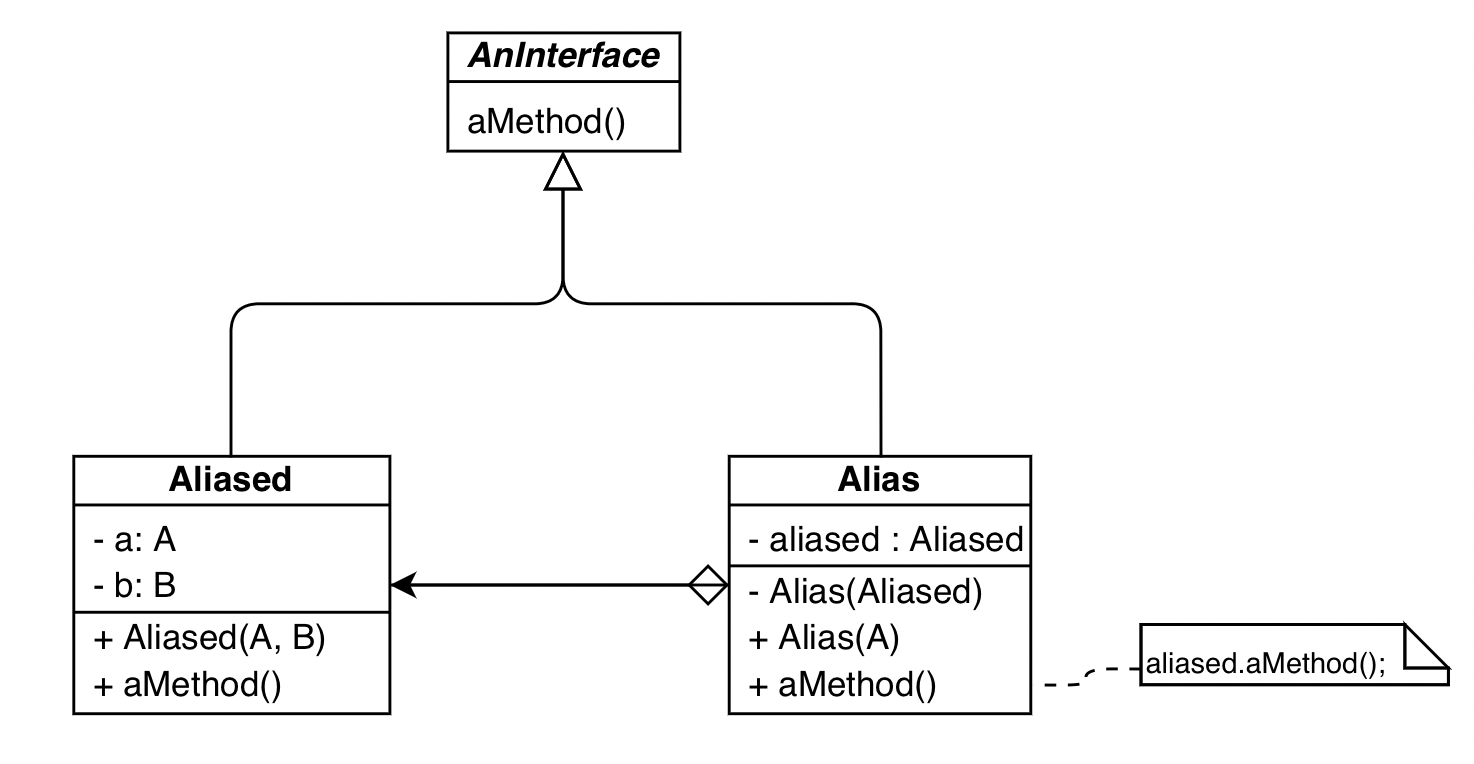 AnInterface
aMethod()
Aliased
- a: A
- b: B
+ Aliased(A, B)
+ aMethod()
Alias
- aliased : Aliased
- Alias(Aliased)
+ Alias(A)
+ aMethod()
aliased.aMethod();